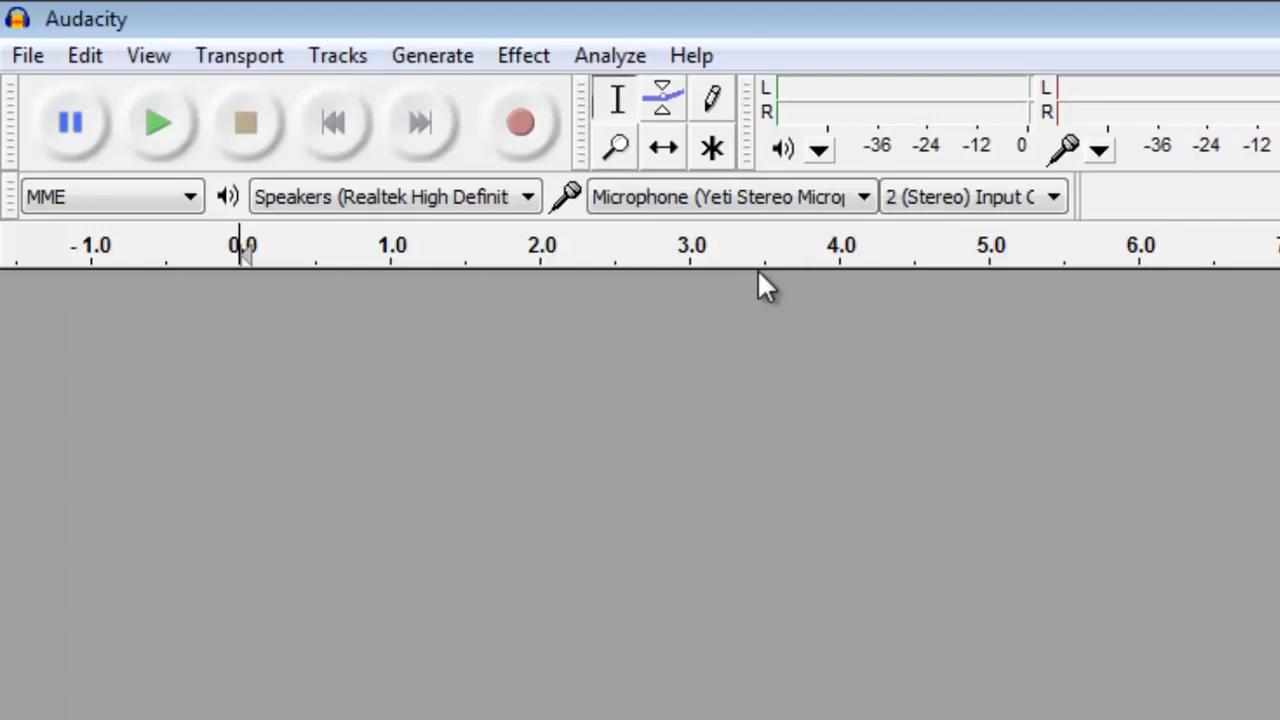 Audacity
File Edit View Transport Tracks Generate Effect Analyze Help
L L
R R
-36 -24 -12 0 -36 -24 -12
MME Speakers (Realtek High Definit Microphone (Yeti Stereo Microp 2 (Stereo) Input C
- 1.0 0.0 1.0 2.0 3.0 4.0 5.0 6.0